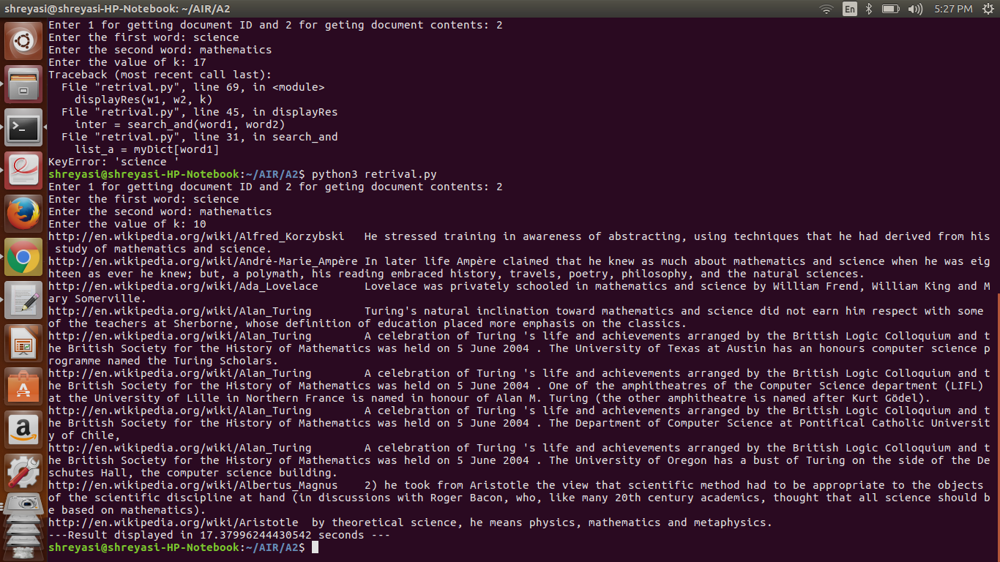 shreyasi@shreyasi-HP-Notebook: ~/AIR/A2
En
5:27 PM
Enter 1 for getting document ID and 2 for geting document contents: 2
Enter the first word: science
Enter the second word: mathematics
Enter the value of k: 17
Traceback (most recent call last):
  File "retrival.py", line 69, in <module>
    displayRes(w1, w2, k)
  File "retrival.py", line 45, in displayRes
    inter = search_and(word1, word2)
  File "retrival.py", line 31, in search_and
    list_a = myDict[word1]
KeyError: 'science '
shreyasi@shreyasi-HP-Notebook:~/AIR/A2$ python3 retrival.py
Enter 1 for getting document ID and 2 for geting document contents: 2
Enter the first word: science
Enter the second word: mathematics
Enter the value of k: 10
http://en.wikipedia.org/wiki/Alfred_Korzybski   He stressed training in awareness of abstracting, using techniques that he had derived from his
 study of mathematics and science.
http://en.wikipedia.org/wiki/André-Marie_Ampère In later life Ampère claimed that he knew as much about mathematics and science when he was eig
hteen as ever he knew; but, a polymath, his reading embraced history, travels, poetry, philosophy, and the natural sciences.
http://en.wikipedia.org/wiki/Ada_Lovelace       Lovelace was privately schooled in mathematics and science by William Frend, William King and M
ary Somerville.
http://en.wikipedia.org/wiki/Alan_Turing        Turing's natural inclination toward mathematics and science did not earn him respect with some
of the teachers at Sherborne, whose definition of education placed more emphasis on the classics.
http://en.wikipedia.org/wiki/Alan_Turing        A celebration of Turing 's life and achievements arranged by the British Logic Colloquium and t
he British Society for the History of Mathematics was held on 5 June 2004 . The University of Texas at Austin has an honours computer science p
rogramme named the Turing Scholars.
http://en.wikipedia.org/wiki/Alan_Turing        A celebration of Turing 's life and achievements arranged by the British Logic Colloquium and t
he British Society for the History of Mathematics was held on 5 June 2004 . One of the amphitheatres of the Computer Science department (LIFL)
at the University of Lille in Northern France is named in honour of Alan M. Turing (the other amphitheatre is named after Kurt Gödel).
http://en.wikipedia.org/wiki/Alan_Turing        A celebration of Turing 's life and achievements arranged by the British Logic Colloquium and t
he British Society for the History of Mathematics was held on 5 June 2004 . The Department of Computer Science at Pontifical Catholic Universit
y of Chile,
http://en.wikipedia.org/wiki/Alan_Turing        A celebration of Turing 's life and achievements arranged by the British Logic Colloquium and t
he British Society for the History of Mathematics was held on 5 June 2004 . The University of Oregon has a bust of Turing on the side of the De
schutes Hall, the computer science building.
http://en.wikipedia.org/wiki/Albertus_Magnus    2) he took from Aristotle the view that scientific method had to be appropriate to the objects
of the scientific discipline at hand (in discussions with Roger Bacon, who, like many 20th century academics, thought that all science should b
e based on mathematics).
http://en.wikipedia.org/wiki/Aristotle  by theoretical science, he means physics, mathematics and metaphysics.
---Result displayed in 17.37996244430542 seconds ---
shreyasi@shreyasi-HP-Notebook:~/AIR/A2$